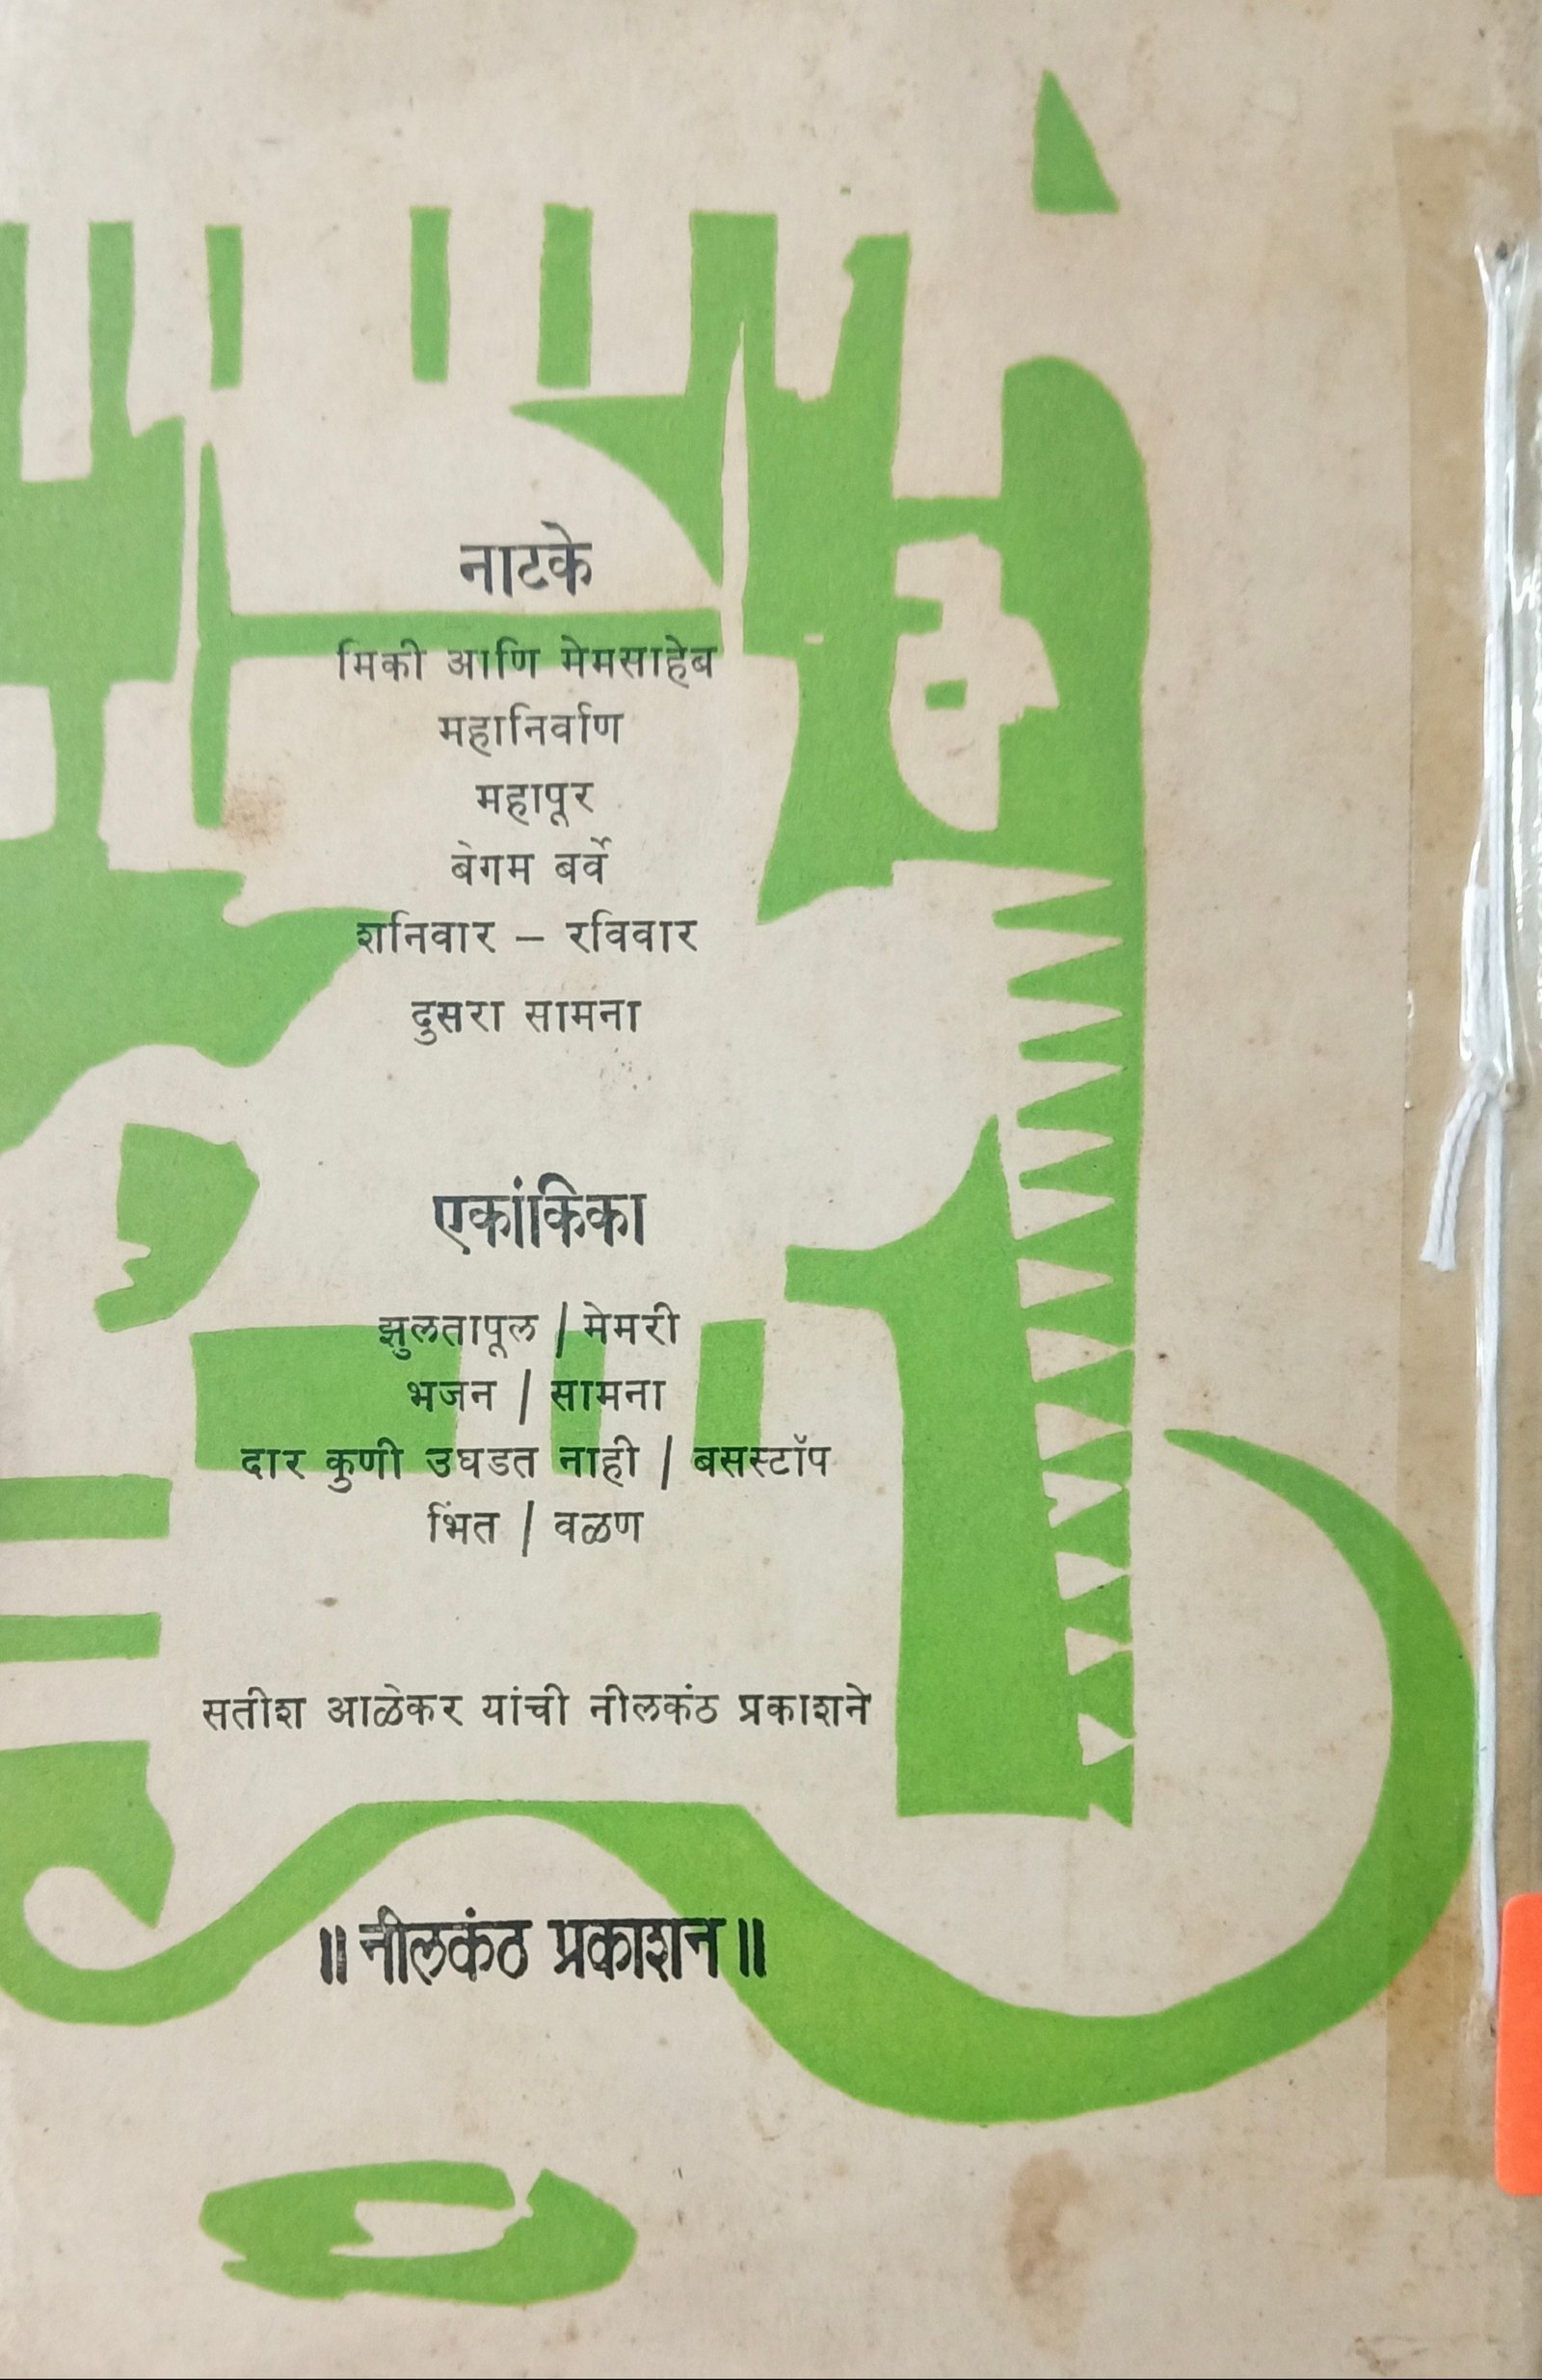 नाटके
मिकी आणि मेमसाहेब
महानिर्वाण
महापूर
बेगम बर्वे
शनिवार – रविवार
दुसरा सामना
एकांकिका
झुलतापूल / मेमरी
भजन / सामना
दार कुणी उघडत नाही / बसस्टॉप
भिंत / वळण
सतीश आळेकर यांची नीलकंठ प्रकाशने
॥ नीलकंठ प्रकाशन ॥